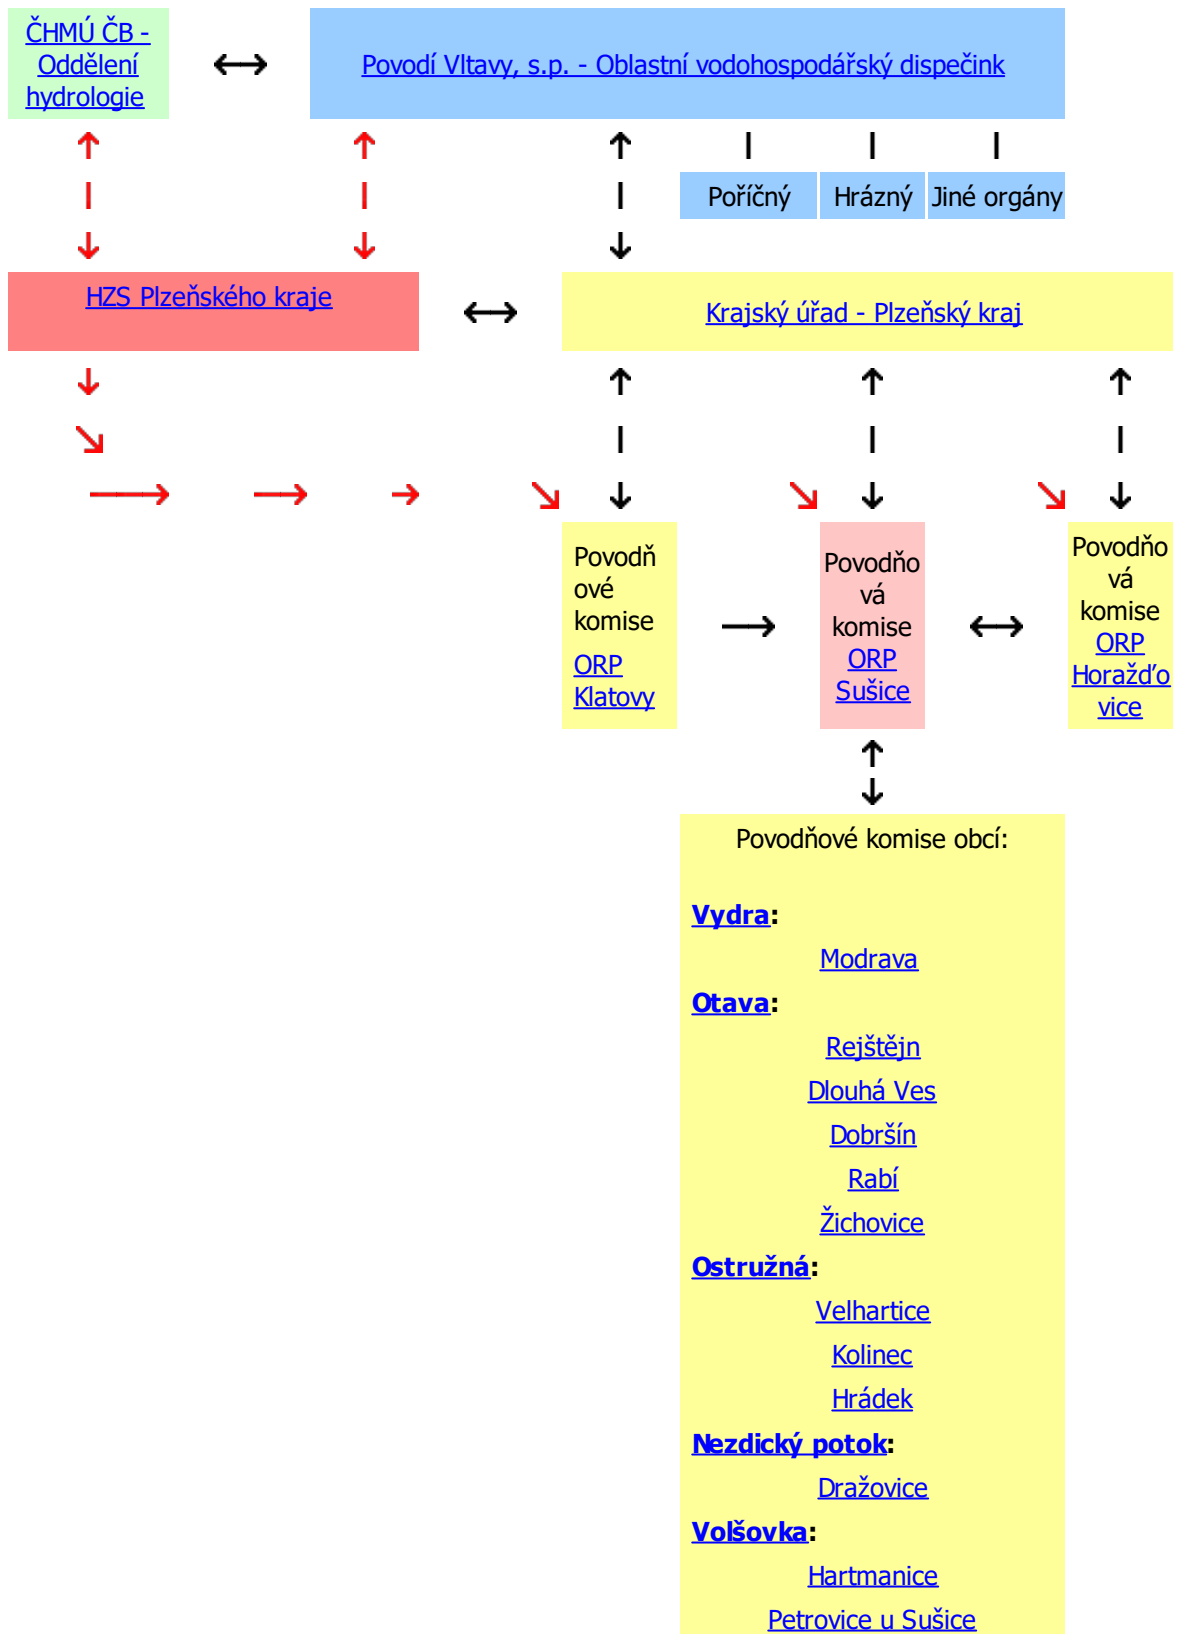 ČHMÚ ČB -
Oddělení
hydrologie
Povodí Vltavy, s.p. - Oblastní vodohospodářský dispečink
Poříčný
Hrázný
Jiné orgány
HZS Plzeňského kraje
Krajský úřad - Plzeňský kraj
Povodň
ové
komise
ORP
Klatovy
Povodňo
vá
komise
ORP
Sušice
Povodňo
vá
komise
ORP
Horažďo
vice
Povodňové komise obcí:
Vydra:
Modrava
Otava:
Rejštějn
Dlouhá Ves
Dobršín
Rabí
Žichovice
Ostružná:
Velhartice
Kolinec
Hrádek
Nezdický potok:
Dražovice
Volšovka:
Hartmanice
Petrovice u Sušice